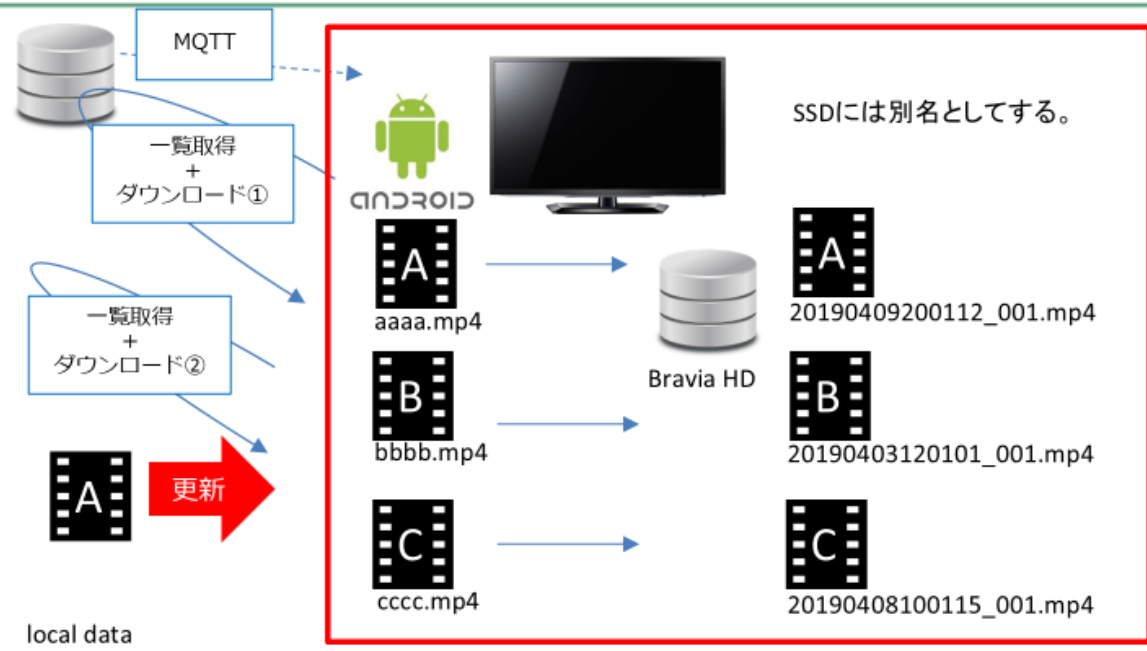 MQTT
一覧取得
+
ダウンロード①
一覧取得
+
ダウンロード②
A
更新
local data
ANDROID
SSDには別名としてする。
A
aaaa.mp4
A
20190409200112_001.mp4
Bravia HD
B
bbbb.mp4
B
20190403120101_001.mp4
C
cccc.mp4
C
20190408100115_001.mp4